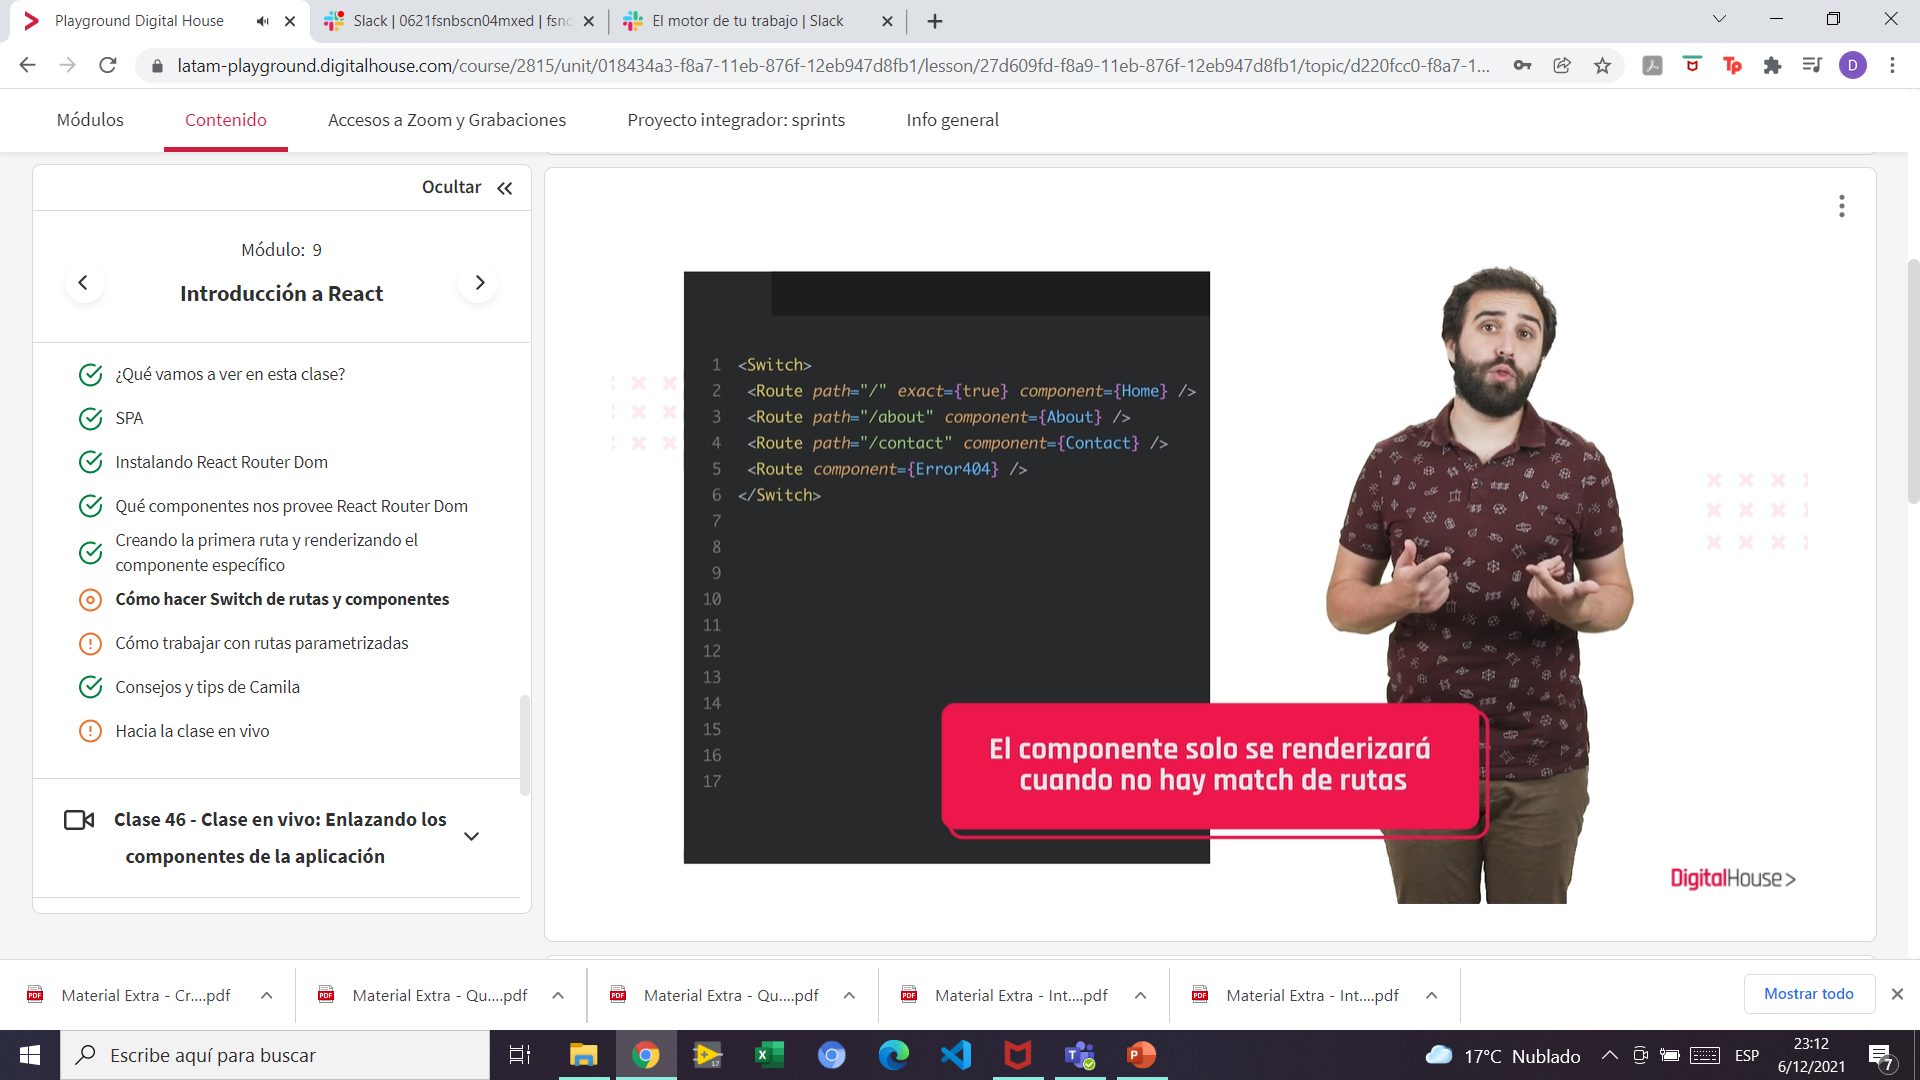 Playground Digital House
Slack | 0621fsnbscn04mxed | fsnc
El motor de tu trabajo | Slack
latam-playground.digitalhouse.com/course/2815/unit/018434a3-f8a7-11eb-876f-12eb947d8fb1/lesson/27d609fd-f8a9-11eb-876f-12eb947d8fb1/topic/d220fcc0-f8a7-1...
Tp
D
Módulos
Contenido
Accesos a Zoom y Grabaciones
Proyecto integrador: sprints
Info general
Ocultar
Módulo: 9
Introducción a React
¿Qué vamos a ver en esta clase?
SPA
Instalando React Router Dom
Qué componentes nos provee React Router Dom
Creando la primera ruta y renderizando el
componente específico
Cómo hacer Switch de rutas y componentes
Cómo trabajar con rutas parametrizadas
Consejos y tips de Camila
Hacia la clase en vivo
Clase 46 - Clase en vivo: Enlazando los
componentes de la aplicación
1 <Switch>
2 <Route path="/" exact={true} component={Home} />
3 <Route path="/about" component={About} />
4 <Route path="/contact" component={Contact} />
5 <Route component={Error404} />
6 </Switch>
7
8
9
10
11
12
13
14
15
16
17
El componente solo se renderizará
cuando no hay match de rutas
DigitalHouse>
Material Extra - Cr....pdf
Material Extra - Qu....pdf
Material Extra - Qu....pdf
Material Extra - Int....pdf
Material Extra - Int....pdf
Mostrar todo
Escribe aquí para buscar
17°C Nublado
ESP
23:12
6/12/2021
7